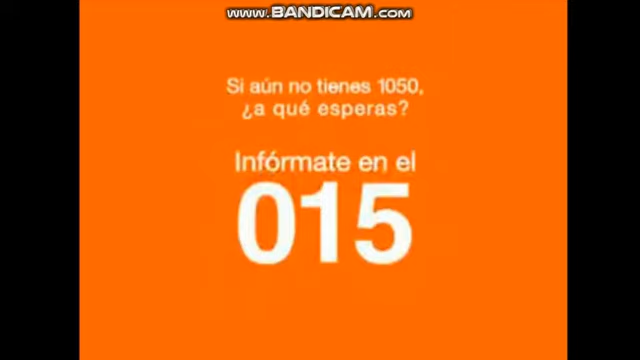 www.BANDICAM.com
Si aún no tienes 1050,
¿a qué esperas?
Infórmate en el
015